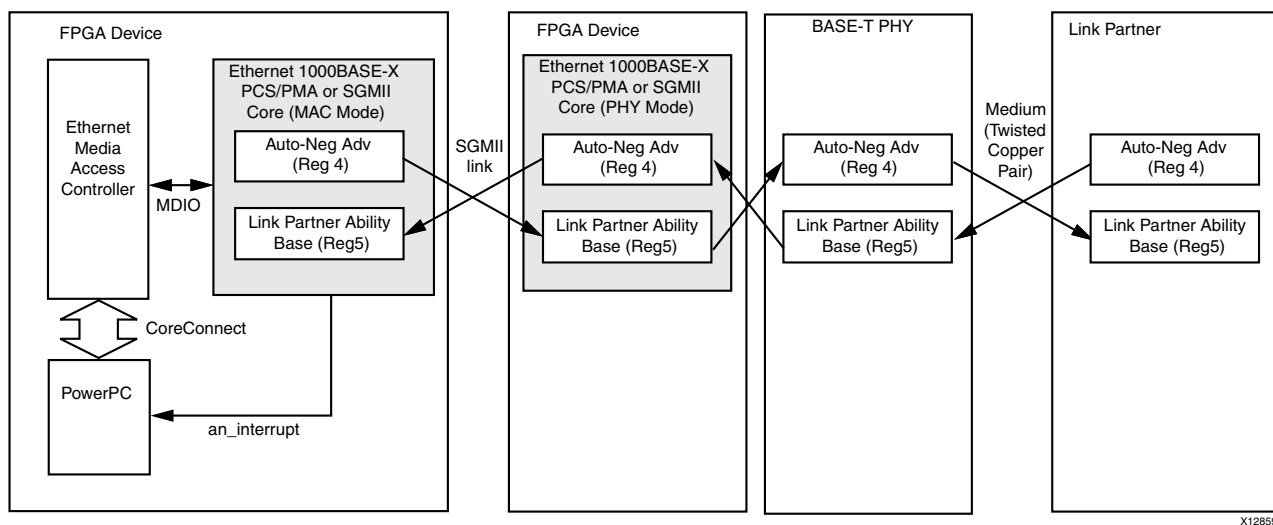 FPGA Device
Ethernet
Media
Access
Controller
MDIO
Ethernet 1000BASE-X
PCS/PMA or SGMII
Core (MAC Mode)
Auto-Neg Adv
(Reg 4)
Link Partner Ability
Base (Reg5)
CoreConnect
PowerPC
an_interrupt
SGMII
link
FPGA Device
Ethernet 1000BASE-X
PCS/PMA or SGMII
Core (PHY Mode)
Auto-Neg Adv
(Reg 4)
Link Partner Ability
Base (Reg5)
BASE-T PHY
Auto-Neg Adv
(Reg 4)
Link Partner Ability
Base (Reg5)
Medium
(Twisted
Copper
Pair)
Link Partner
Auto-Neg Adv
(Reg 4)
Link Partner Ability
Base (Reg5)